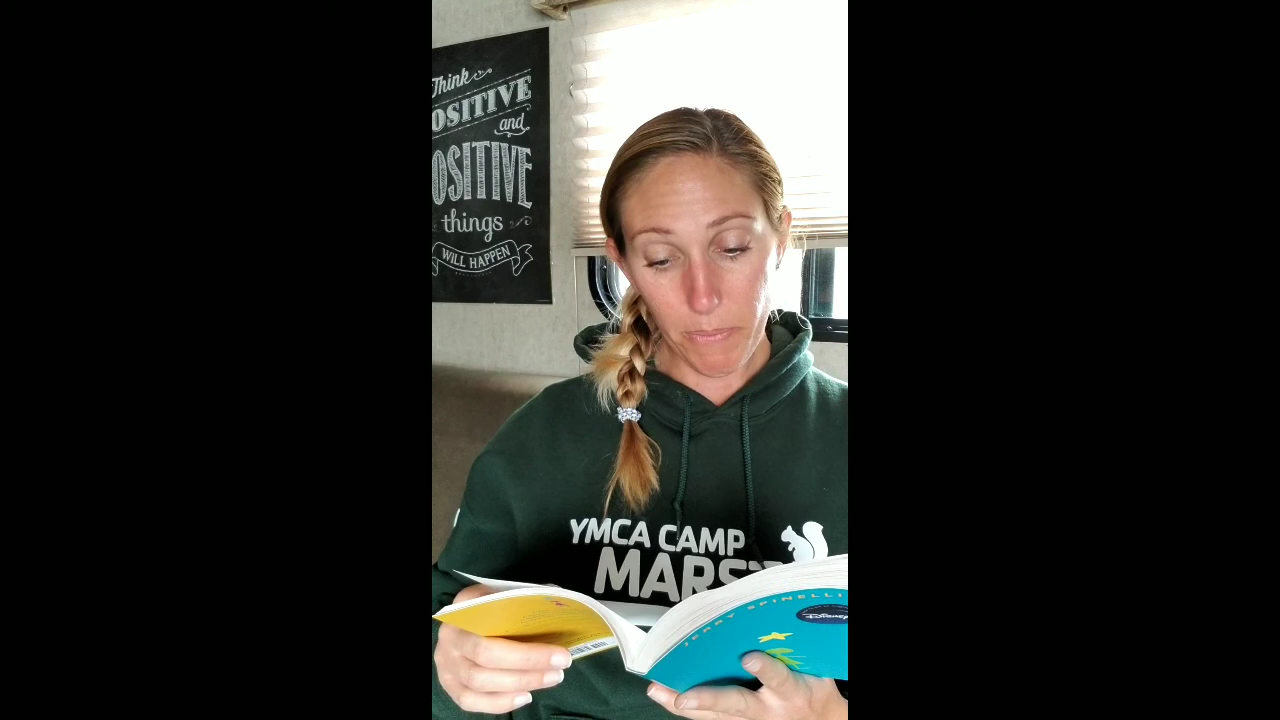 Think
OSITIVE
and
OSITIVE
things
WILL HAPPEN
YMCA CAMP
MARS
JERRY SPINELLI